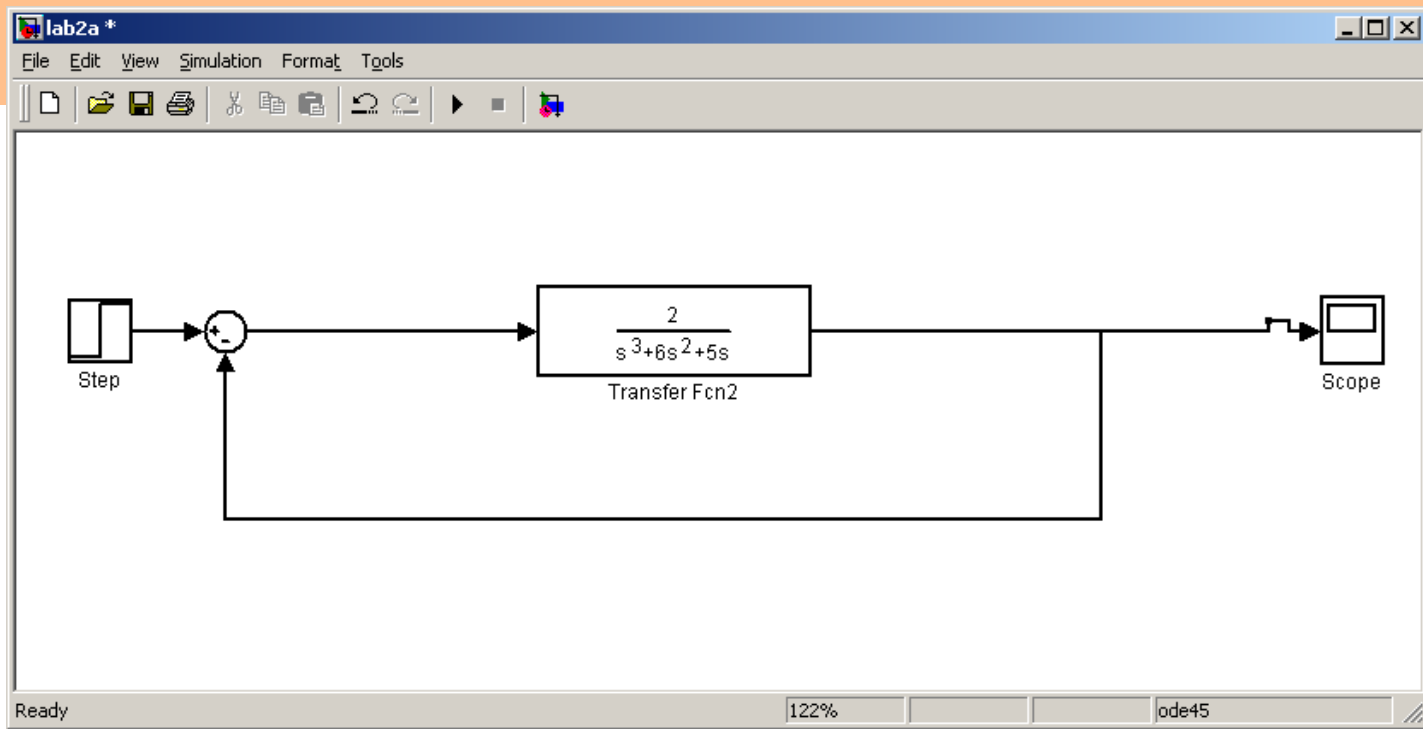 lab2a *
File Edit View Simulation Format Tools
+
-
2
s³+6s²+5s
Step
Transfer Fcn2
Scope
Ready 122% ode45